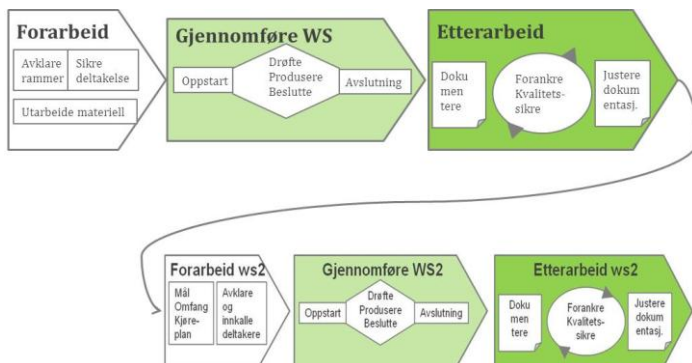 Forarbeid
Avklare
rammer
Sikre
deltakelse
Utarbeide materiell
Gjennomføre WS
Oppstart
Drøfte
Produsere
Beslutte
Avslutning
Etterarbeid
Doku
men
tere
Forankre
Kvalitets-
sikre
Justere
dokum
entasj.
Forarbeid ws2
Mål
Omfang
Kjøre-
plan
Avklare
og
innkalle
deltakere
Gjennomføre WS2
Oppstart
Drøfte
Produsere
Beslutte
Avslutning
Etterarbeid ws2
Doku
men
tere
Forankre
Kvalitets-
sikre
Justere
dokum
entasj.